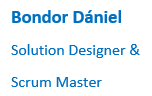 Bondor Dániel
Solution Designer &
Scrum Master